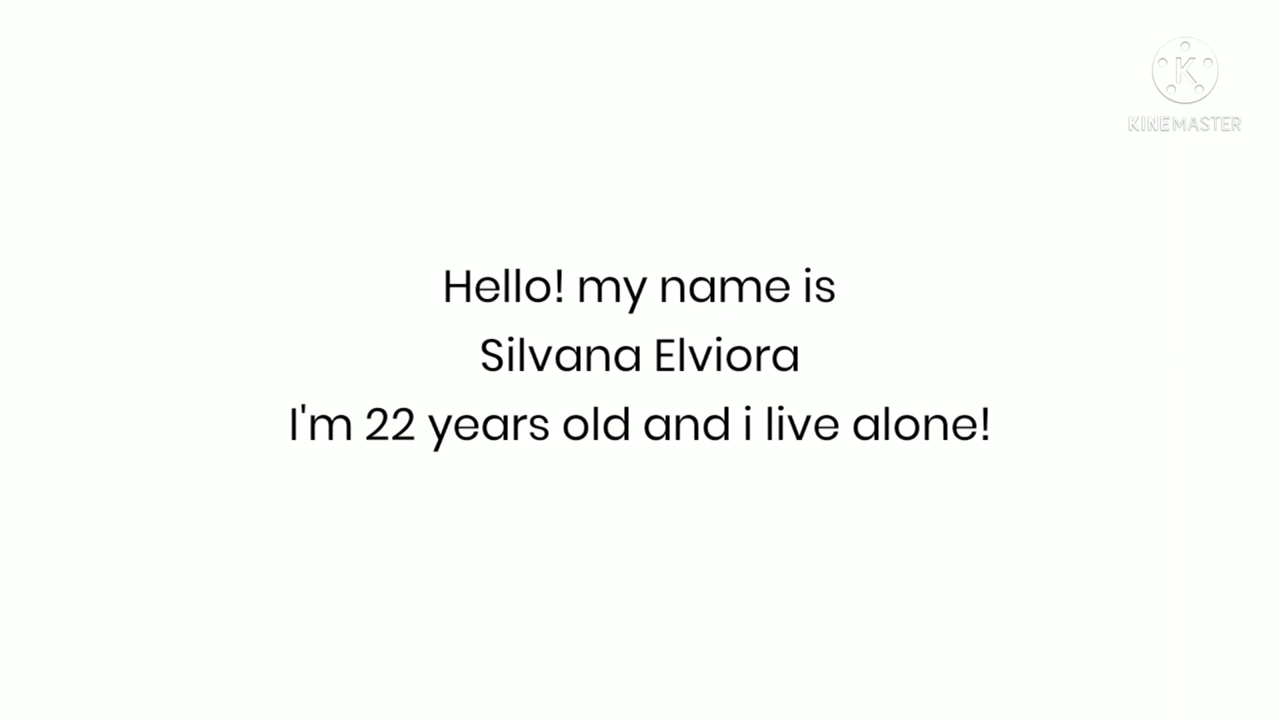 KINEMASTER
Hello! my name is
Silvana Elviora
I'm 22 years old and i live alone!